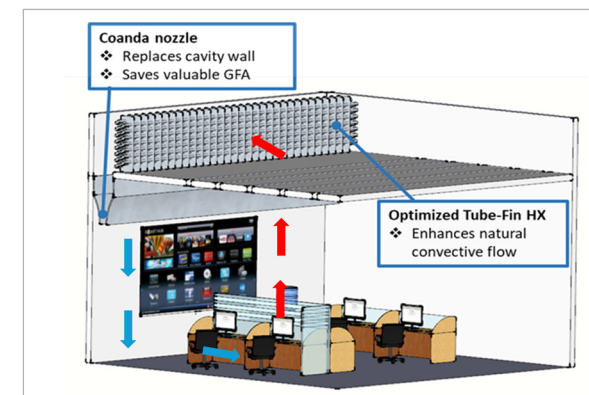 Coanda nozzle
❖ Replaces cavity wall
❖ Saves valuable GFA
Optimized Tube-Fin HX
❖ Enhances natural
convective flow